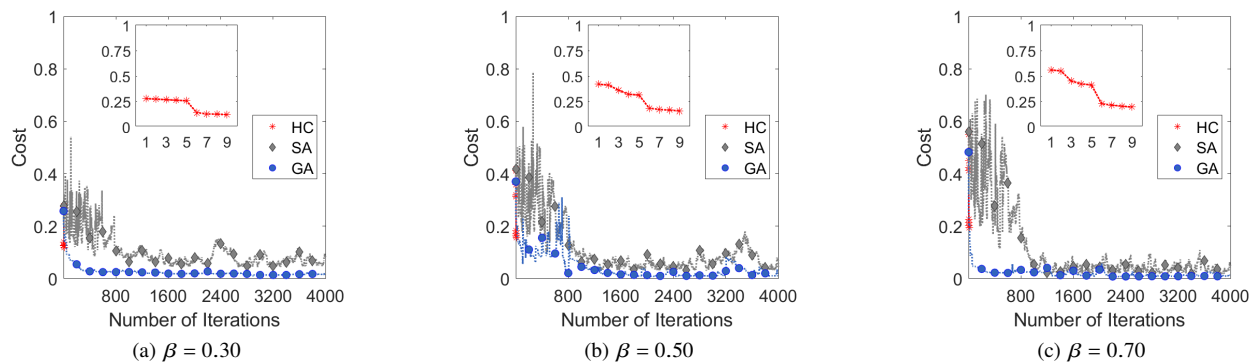 1
0.8
0.6
0.4
0.2
0
Cost
800 1600 2400 3200 4000
Number of Iterations
1
0.75
0.5
0.25
0
1 3 5 7 9
HC
SA
GA
(a) β = 0.30
1
0.8
0.6
0.4
0.2
0
Cost
800 1600 2400 3200 4000
Number of Iterations
1
0.75
0.5
0.25
0
1 3 5 7 9
HC
SA
GA
(b) β = 0.50
1
0.8
0.6
0.4
0.2
0
Cost
800 1600 2400 3200 4000
Number of Iterations
1
0.75
0.5
0.25
0
1 3 5 7 9
HC
SA
GA
(c) β = 0.70